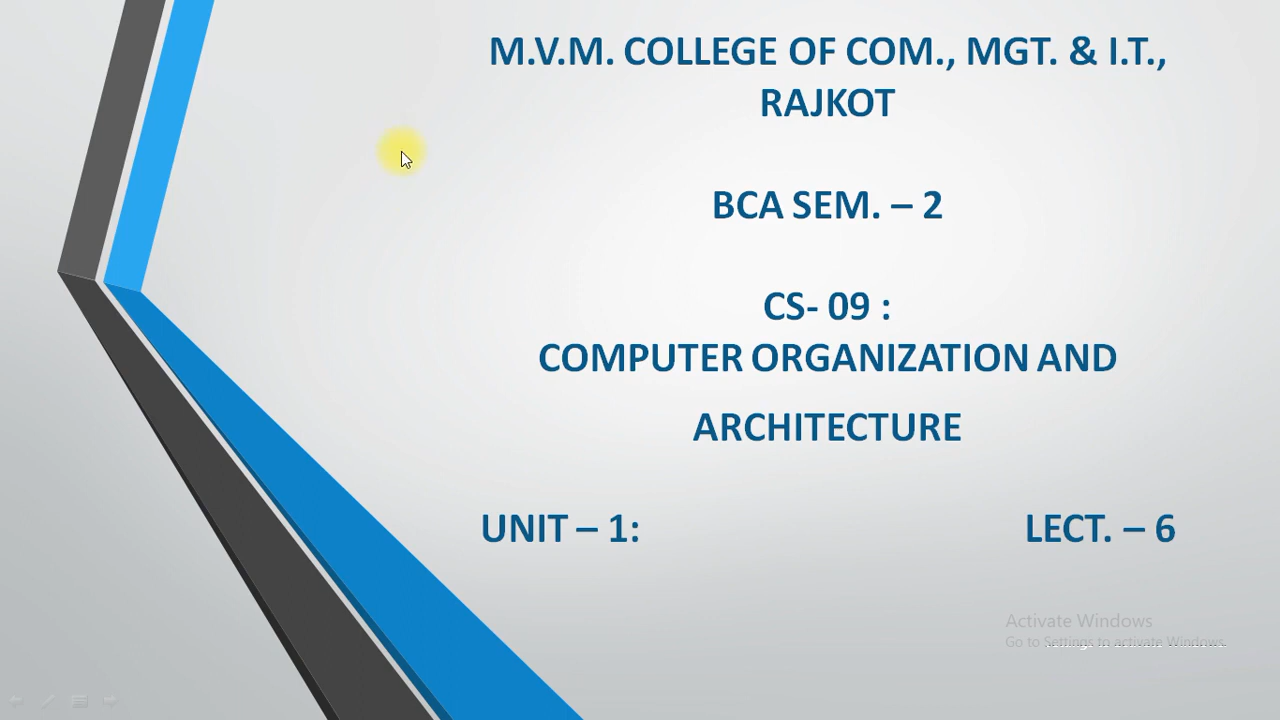 M.V.M. COLLEGE OF COM., MGT. & I.T.,
RAJKOT
BCA SEM. – 2
CS- 09 :
COMPUTER ORGANIZATION AND
ARCHITECTURE
UNIT – 1: LECT. – 6
Activate Windows
Go to Settings to activate Windows.